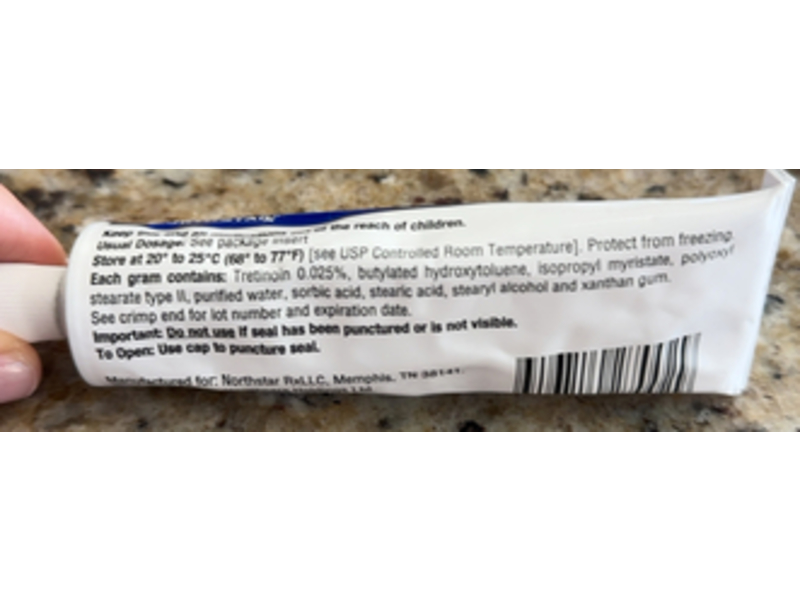 Keep the reach of children.
Usual Dosage: See package insert
Store at 20° to 25°C (68° to 77°F) [see USP Controlled Room Temperature]. Protect from freezing.
Each gram contains: Tretinoin 0.025%, butylated hydroxytoluene, isopropyl myristate, polyoxyl
stearate type II, purified water, sorbic acid, stearic acid, stearyl alcohol and xanthan gum.
See crimp end for lot number and expiration date.
Important: Do not use if seal has been punctured or is not visible.
To Open: Use cap to puncture seal.
Manufactured for: Northstar RxLLC, Memphis, TN 38141.